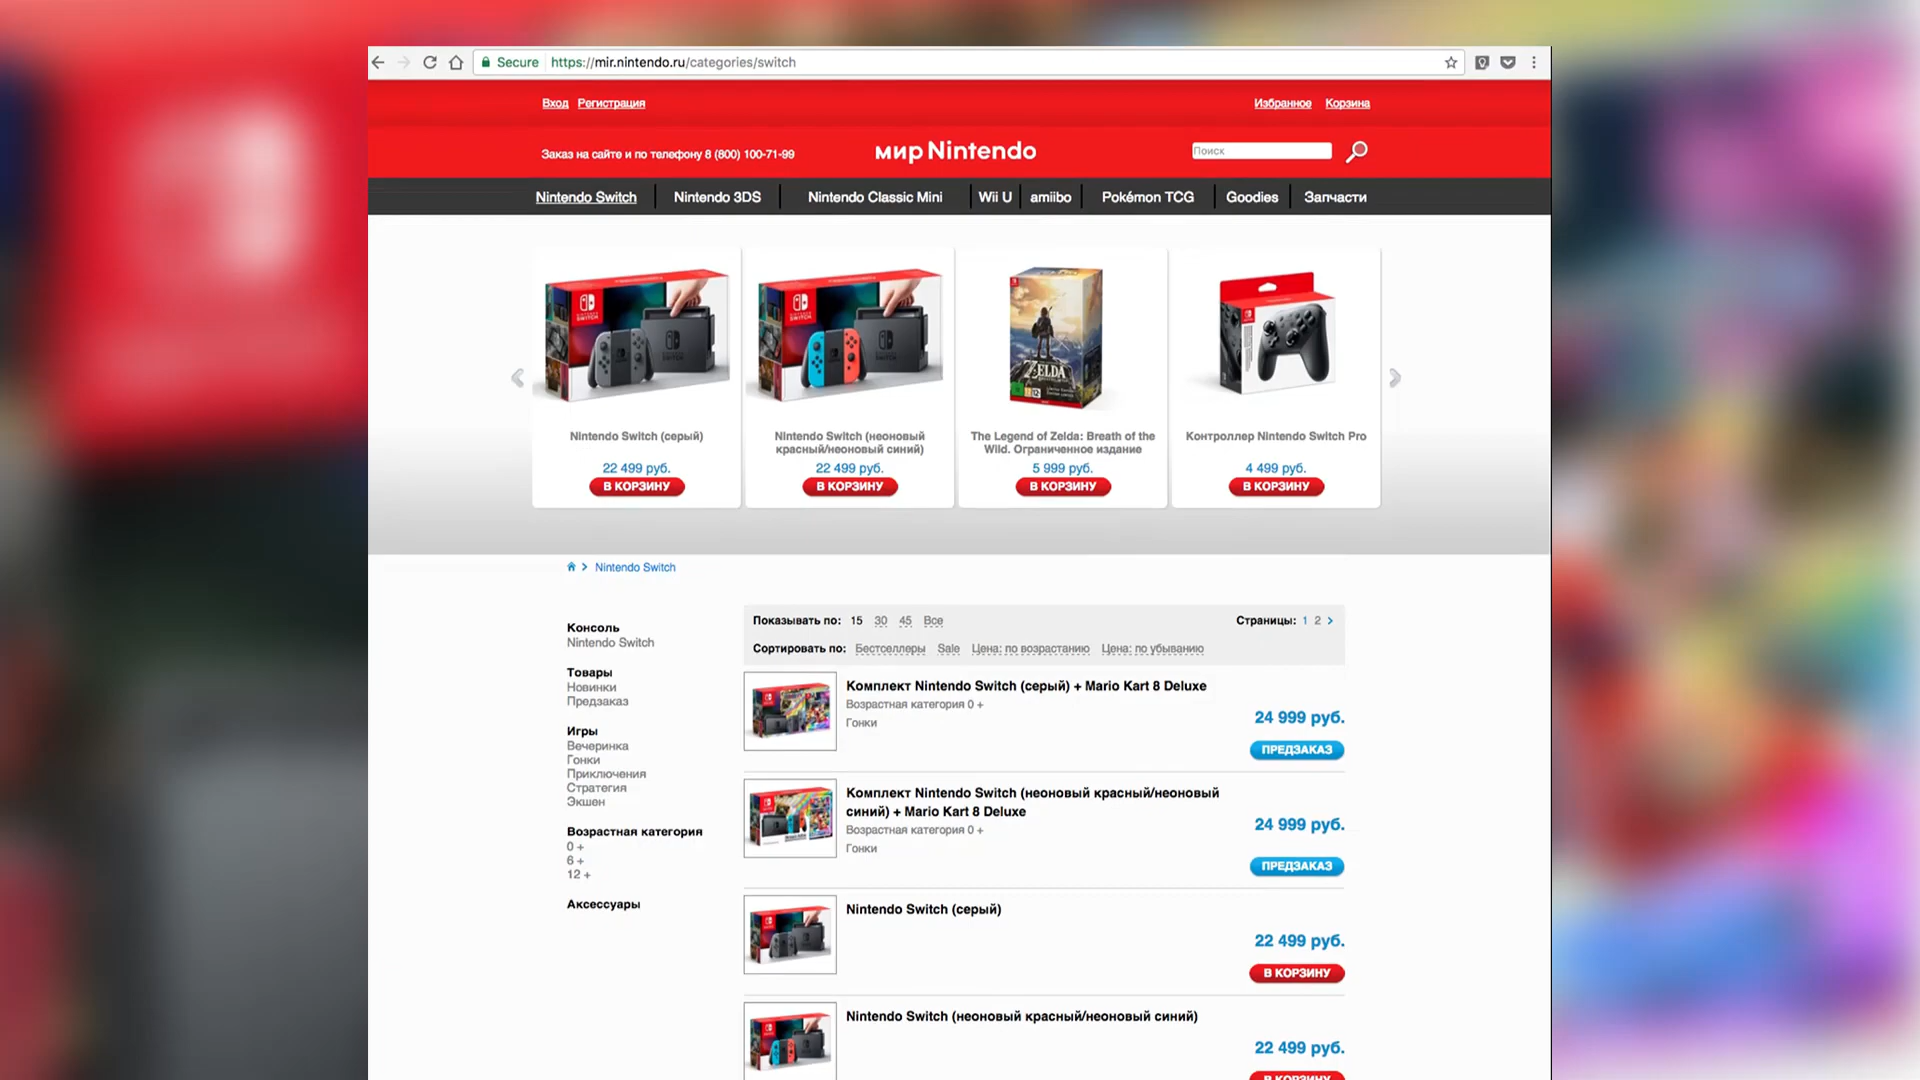 Secure https://mir.nintendo.ru/categories/switch
Вход Регистрация Избранное Корзина
Заказ на сайте и по телефону 8 (800) 100-71-99 мир Nintendo Поиск
Nintendo Switch Nintendo 3DS Nintendo Classic Mini Wii U amiibo Pokémon TCG Goodies Запчасти
Nintendo Switch (серый)
22 499 руб.
В КОРЗИНУ
Nintendo Switch (неоновый
красный/неоновый синий)
22 499 руб.
В КОРЗИНУ
ZELDA
The Legend of Zelda: Breath of the
Wild. Ограниченное издание
5 999 руб.
В КОРЗИНУ
Контроллер Nintendo Switch Pro
4 499 руб.
В КОРЗИНУ
Nintendo Switch
Консоль
Nintendo Switch
Товары
Новинки
Предзаказ
Игры
Вечеринка
Гонки
Приключения
Стратегия
Экшен
Возрастная категория
0 +
6 +
12 +
Аксессуары
Показывать по: 15 30 45 Все Страницы: 1 2
Сортировать по: Бестселлеры Sale Цена: по возрастанию Цена: по убыванию
Комплект Nintendo Switch (серый) + Mario Kart 8 Deluxe
Возрастная категория 0 +
Гонки
24 999 руб.
ПРЕДЗАКАЗ
Комплект Nintendo Switch (неоновый красный/неоновый
синий) + Mario Kart 8 Deluxe
Возрастная категория 0 +
Гонки
24 999 руб.
ПРЕДЗАКАЗ
Nintendo Switch (серый)
22 499 руб.
В КОРЗИНУ
Nintendo Switch (неоновый красный/неоновый синий)
22 499 руб.
В КОРЗИНУ